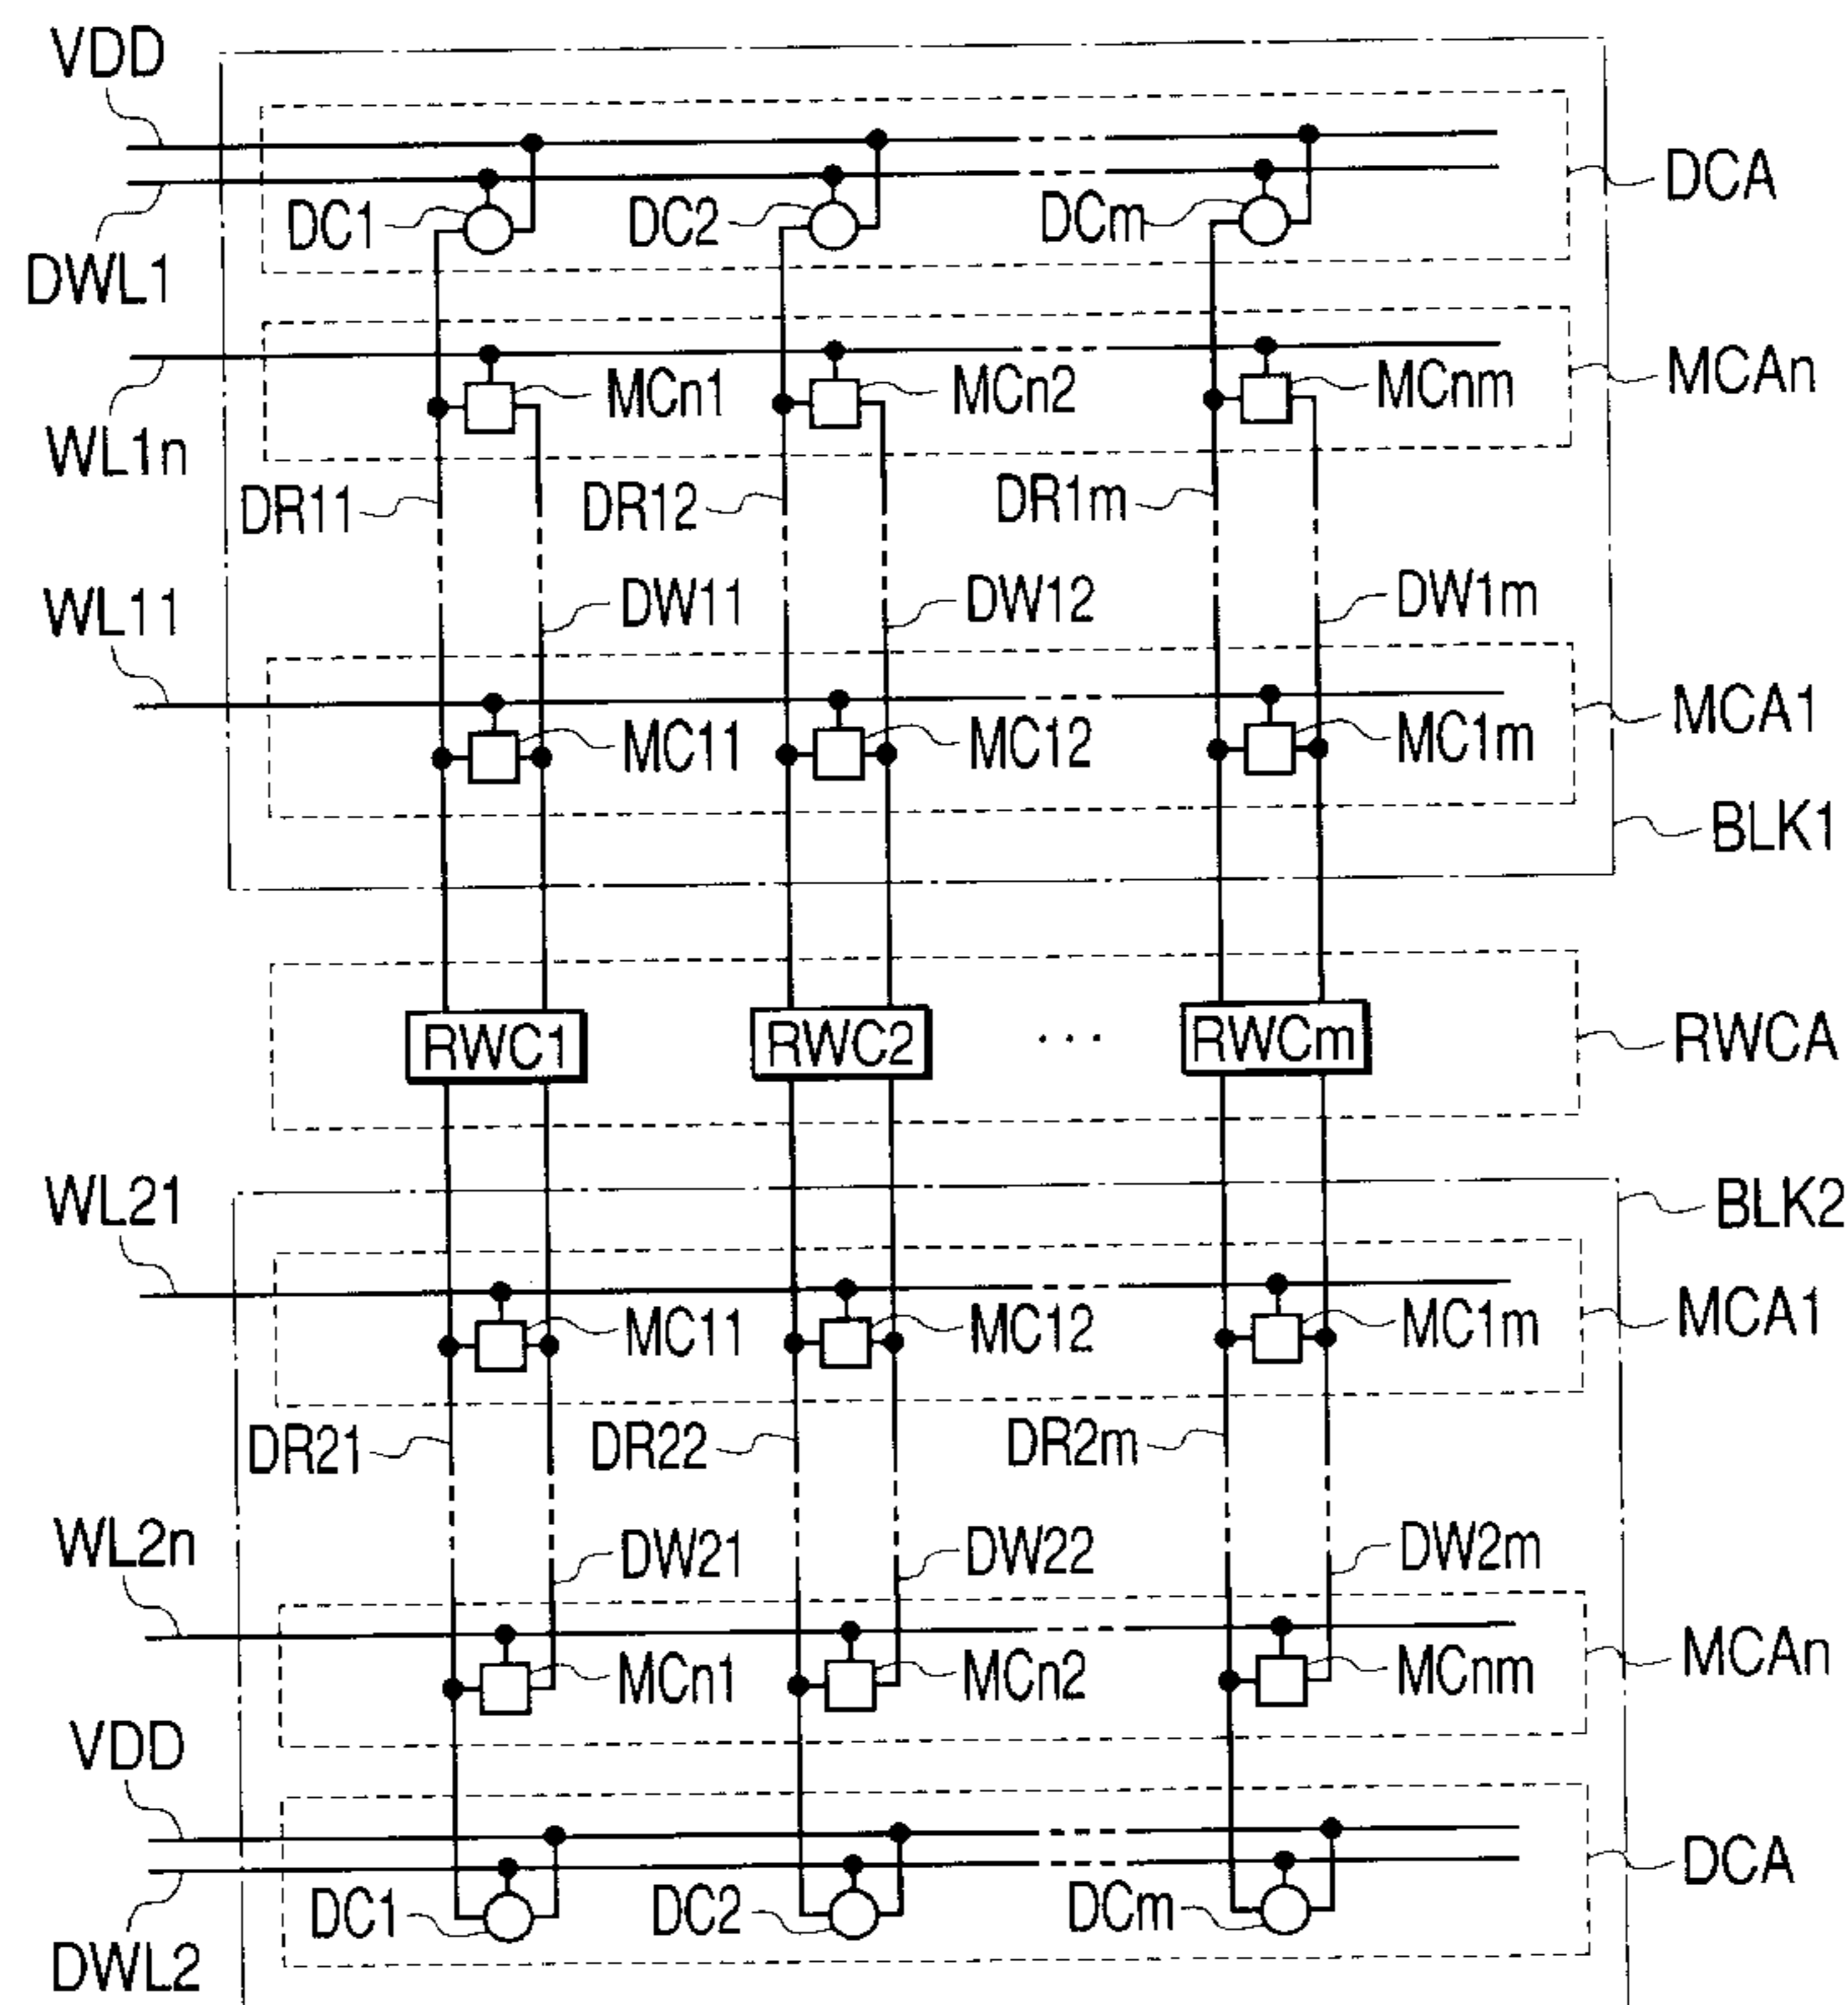 VDD
DCA
DC1 DC2 DCm
DWL1
MCn1 MCn2 MCnm MCAn
WL1n
DR11 DR12 DR1m
WL11 DW11 DW12 DW1m
MC11 MC12 MC1m MCA1
BLK1
RWC1 RWC2 ... RWCm RWCA
WL21 BLK2
MC11 MC12 MC1m MCA1
DR21 DR22 DR2m
WL2n DW21 DW22 DW2m
MCn1 MCn2 MCnm MCAn
VDD
DCA
DC1 DC2 DCm
DWL2